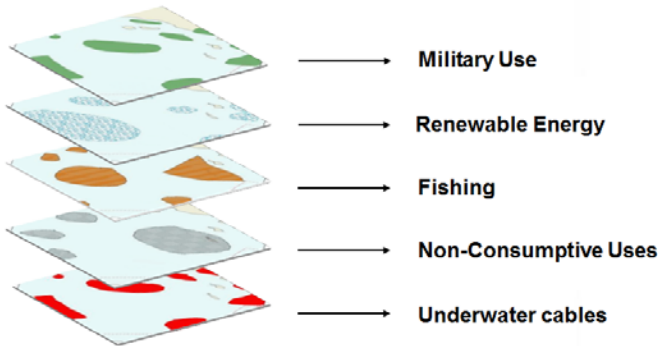 Military Use
Renewable Energy
Fishing
Non-Consumptive Uses
Underwater cables